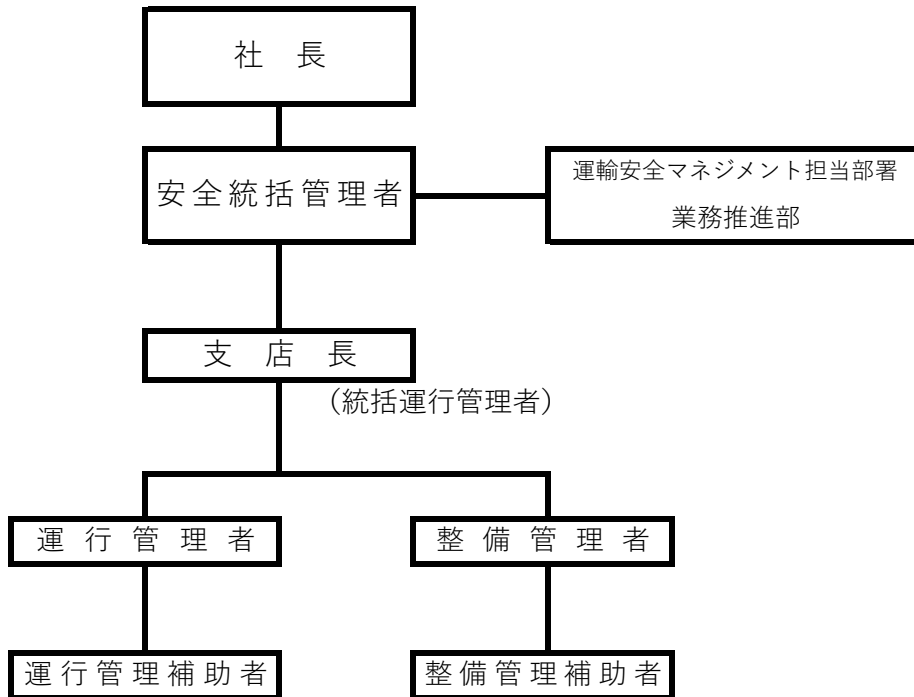 社長
安全統括管理者
運輸安全マネジメント担当部署
業務推進部
支店長
(統括運行管理者)
運行管理者
整備管理者
運行管理補助者
整備管理補助者